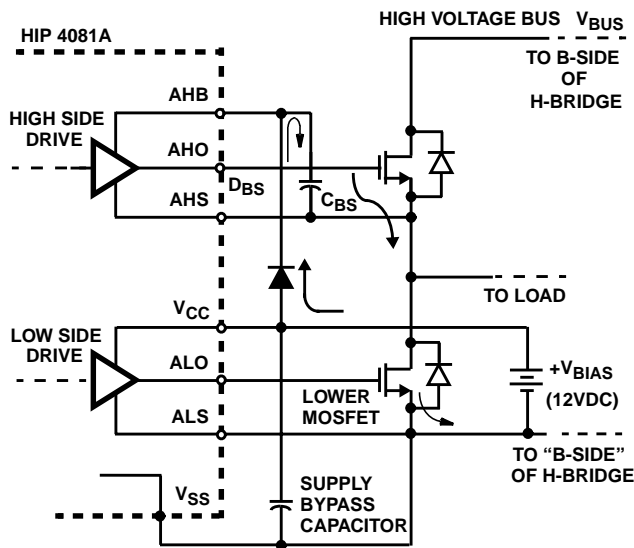 HIGH VOLTAGE BUS V_BUS
HIP 4081A
TO B-SIDE
OF
H-BRIDGE
AHB
HIGH SIDE
DRIVE
AHO
D_BS
C_BS
AHS
TO LOAD
V_CC
LOW SIDE
DRIVE
ALO
LOWER
MOSFET
+V_BIAS
(12VDC)
ALS
TO "B-SIDE"
OF H-BRIDGE
V_SS
SUPPLY
BYPASS
CAPACITOR